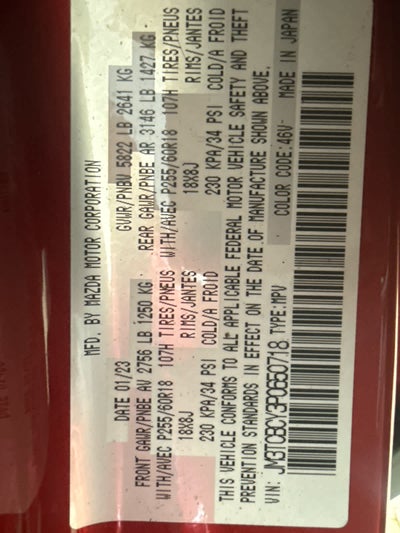 MFD. BY MAZDA MOTOR CORPORATION
DATE 01/23 GVWR/PNBV 5822 LB 2641 KG
FRONT GAWR/PNBE AV 2756 LB 1250 KG REAR GAWR/PNBE AR 3146 LB 1427 KG
WITH/AVEC P255/60R18 107H TIRES/PNEUS WITH/AVEC P255/60R18 107H TIRES/PNEUS
18X8J RIMS/JANTES 18X8J RIMS/JANTES
230 KPA/34 PSI COLD/A FROID 230 KPA/34 PSI COLD/A FROID
THIS VEHICLE CONFORMS TO ALL APPLICABLE FEDERAL MOTOR VEHICLE SAFETY AND THEFT
PREVENTION STANDARDS IN EFFECT ON THE DATE OF MANUFACTURE SHOWN ABOVE.
VIN: JM3TCBCY3P0660718 TYPE:MPV COLOR CODE:46V MADE IN JAPAN